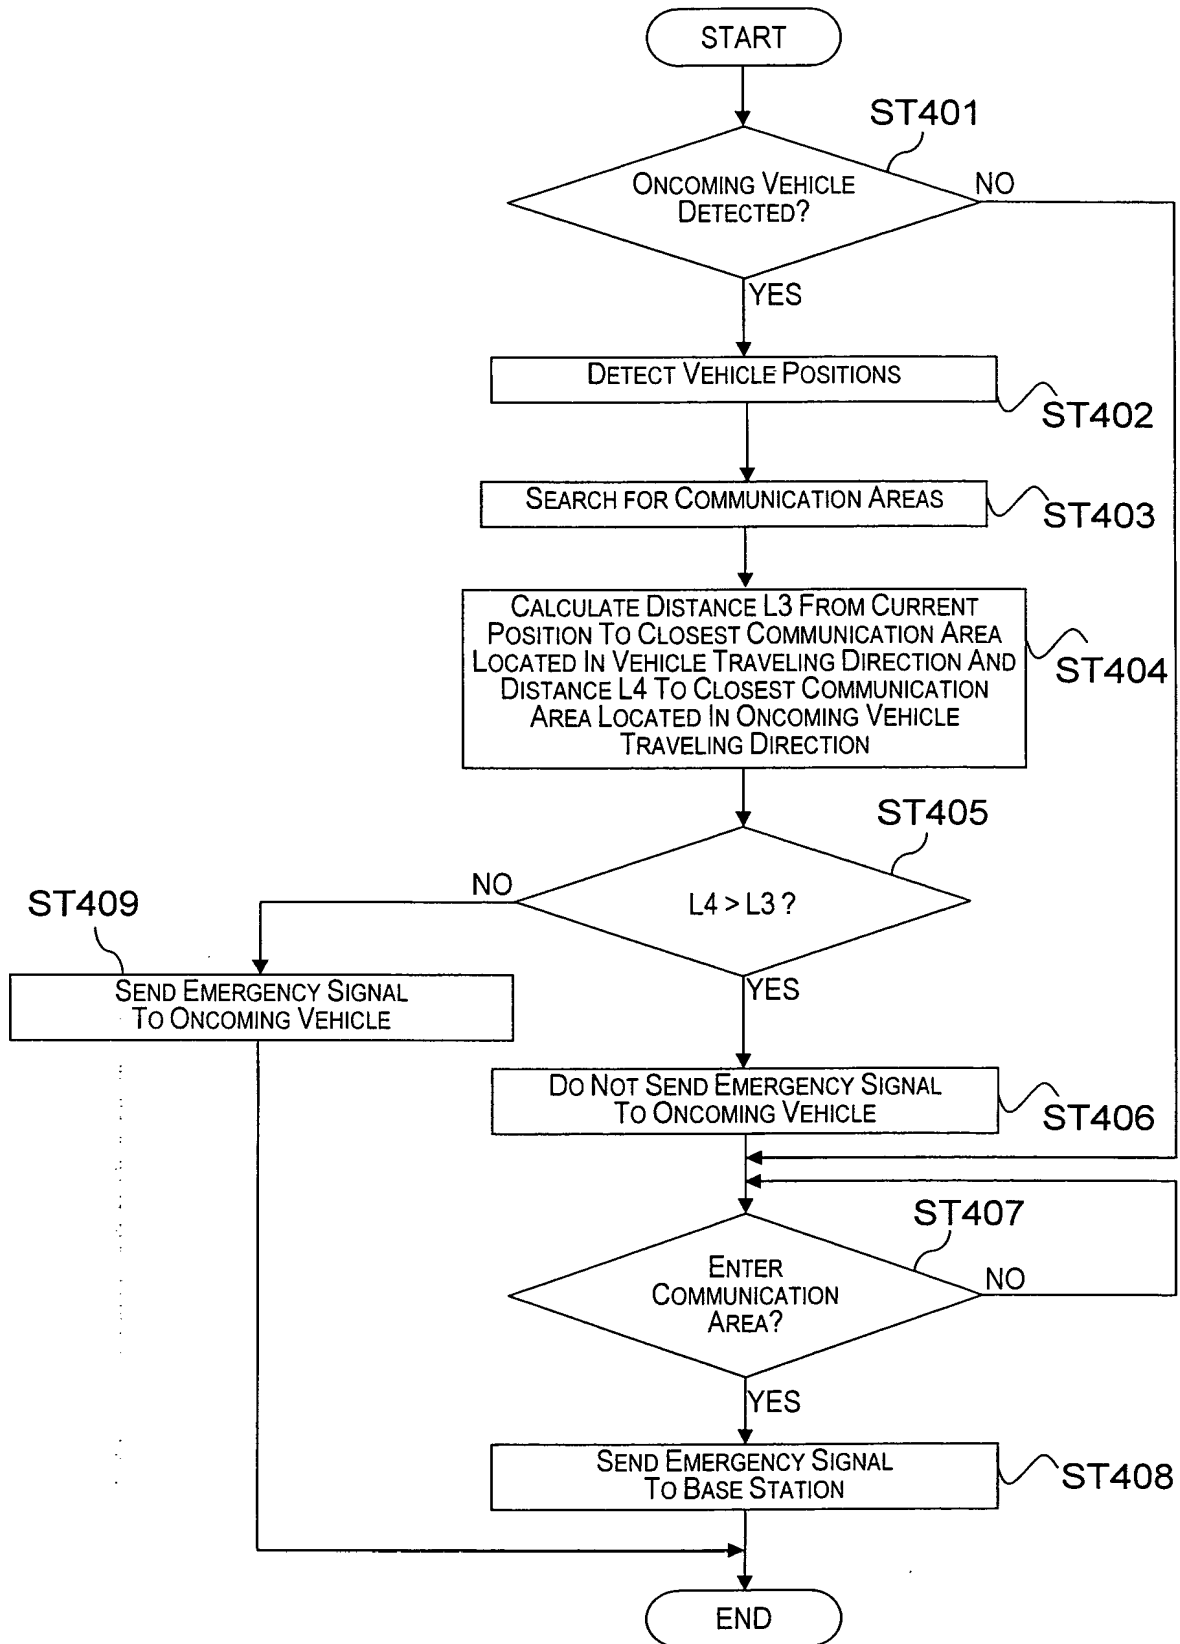 START
ST401
ONCOMING VEHICLE
DETECTED?
NO
YES
DETECT VEHICLE POSITIONS
ST402
SEARCH FOR COMMUNICATION AREAS
ST403
CALCULATE DISTANCE L3 FROM CURRENT
POSITION TO CLOSEST COMMUNICATION AREA
LOCATED IN VEHICLE TRAVELING DIRECTION AND
DISTANCE L4 TO CLOSEST COMMUNICATION
AREA LOCATED IN ONCOMING VEHICLE
TRAVELING DIRECTION
ST404
ST405
L4 > L3 ?
NO
YES
ST409
SEND EMERGENCY SIGNAL
TO ONCOMING VEHICLE
DO NOT SEND EMERGENCY SIGNAL
TO ONCOMING VEHICLE
ST406
ST407
ENTER
COMMUNICATION
AREA?
NO
YES
SEND EMERGENCY SIGNAL
TO BASE STATION
ST408
END